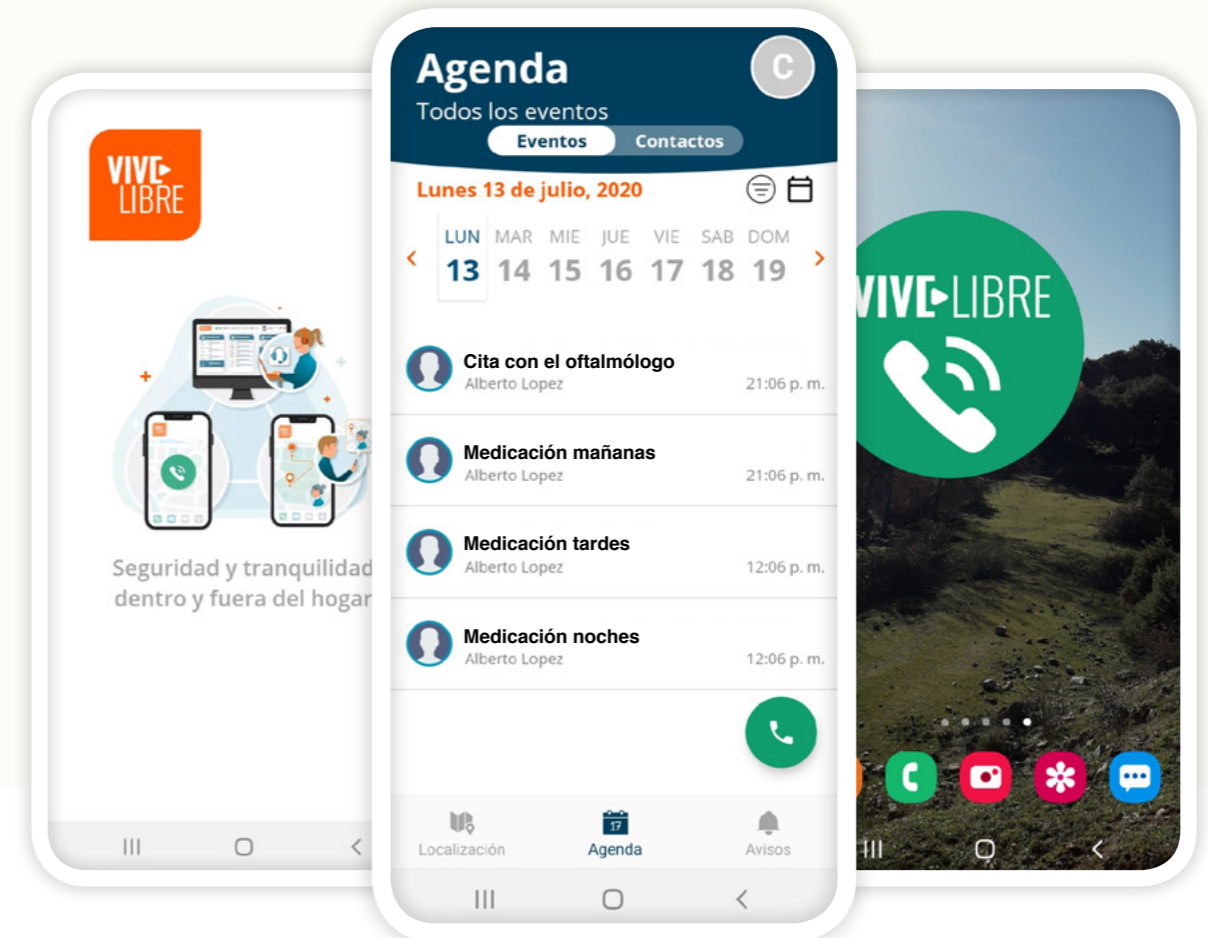 VIVE
LIBRE
Seguridad y tranquilidad
dentro y fuera del hogar
Agenda
C
Todos los eventos
Eventos Contactos
Lunes 13 de julio, 2020
LUN MAR MIE JUE VIE SAB DOM
13 14 15 16 17 18 19
Cita con el oftalmólogo
Alberto Lopez 21:06 p. m.
Medicación mañanas
Alberto Lopez 21:06 p. m.
Medicación tardes
Alberto Lopez 12:06 p. m.
Medicación noches
Alberto Lopez 12:06 p. m.
17
Localización Agenda Avisos
VIVE LIBRE